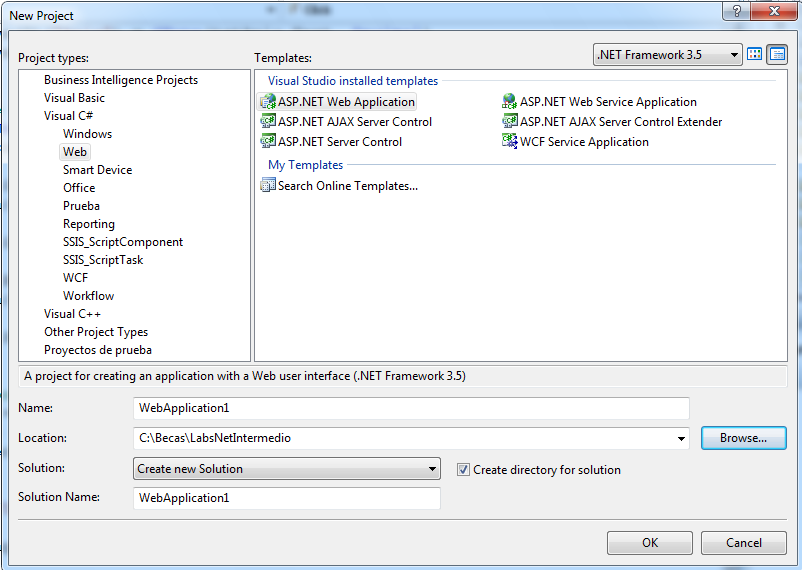 New Project
Project types:
Templates:
.NET Framework 3.5
Business Intelligence Projects
Visual Basic
Visual C#
Windows
Web
Smart Device
Office
Prueba
Reporting
SSIS_ScriptComponent
SSIS_ScriptTask
WCF
Workflow
Visual C++
Other Project Types
Proyectos de prueba
Visual Studio installed templates
ASP.NET Web Application
ASP.NET Web Service Application
ASP.NET AJAX Server Control
ASP.NET AJAX Server Control Extender
ASP.NET Server Control
WCF Service Application
My Templates
Search Online Templates...
A project for creating an application with a Web user interface (.NET Framework 3.5)
Name:
WebApplication1
Location:
C:\Becas\LabsNetIntermedio
Browse...
Solution:
Create new Solution
Create directory for solution
Solution Name:
WebApplication1
OK
Cancel